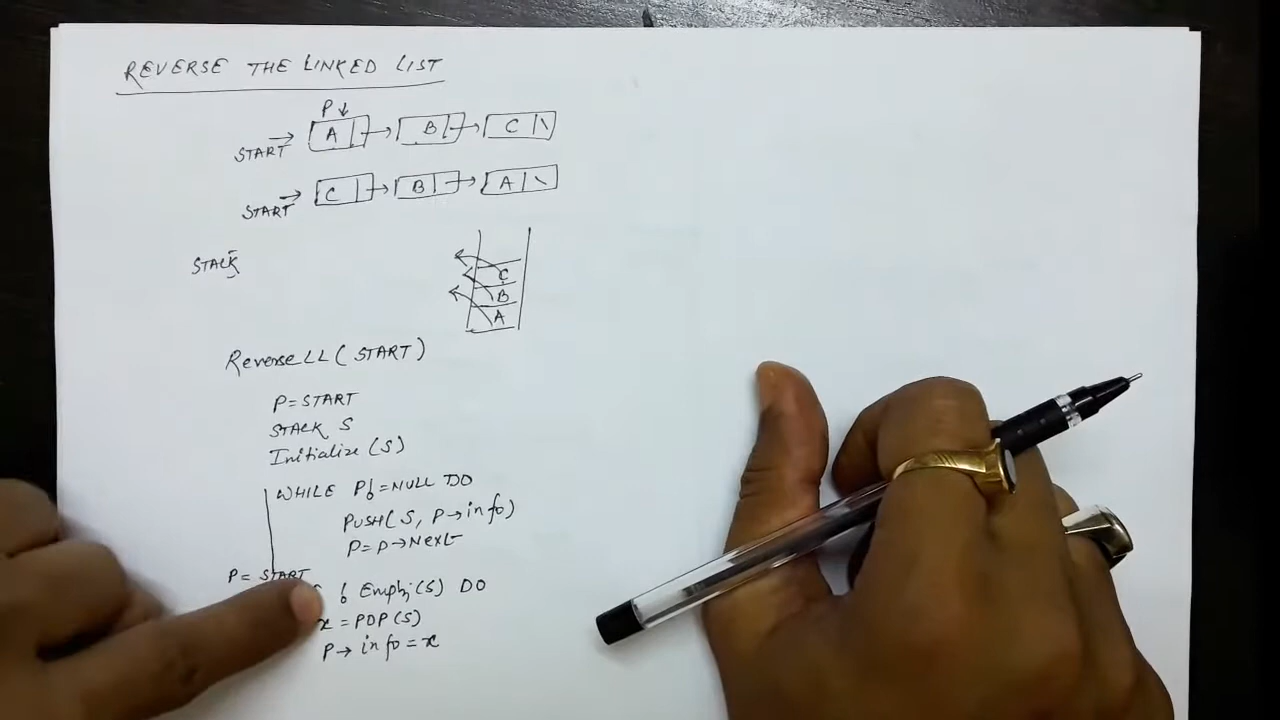 REVERSE THE LINKED LIST
P↓
START → A → B → C \
START → C → B → A \
STACK
C
B
A
ReverseLL(START)
P=START
STACK S
Initialize(S)
WHILE P!=NULL DO
PUSH(S, P→info)
P=P→Next
P=START
! Empty(S) DO
x=POP(S)
P→info=x